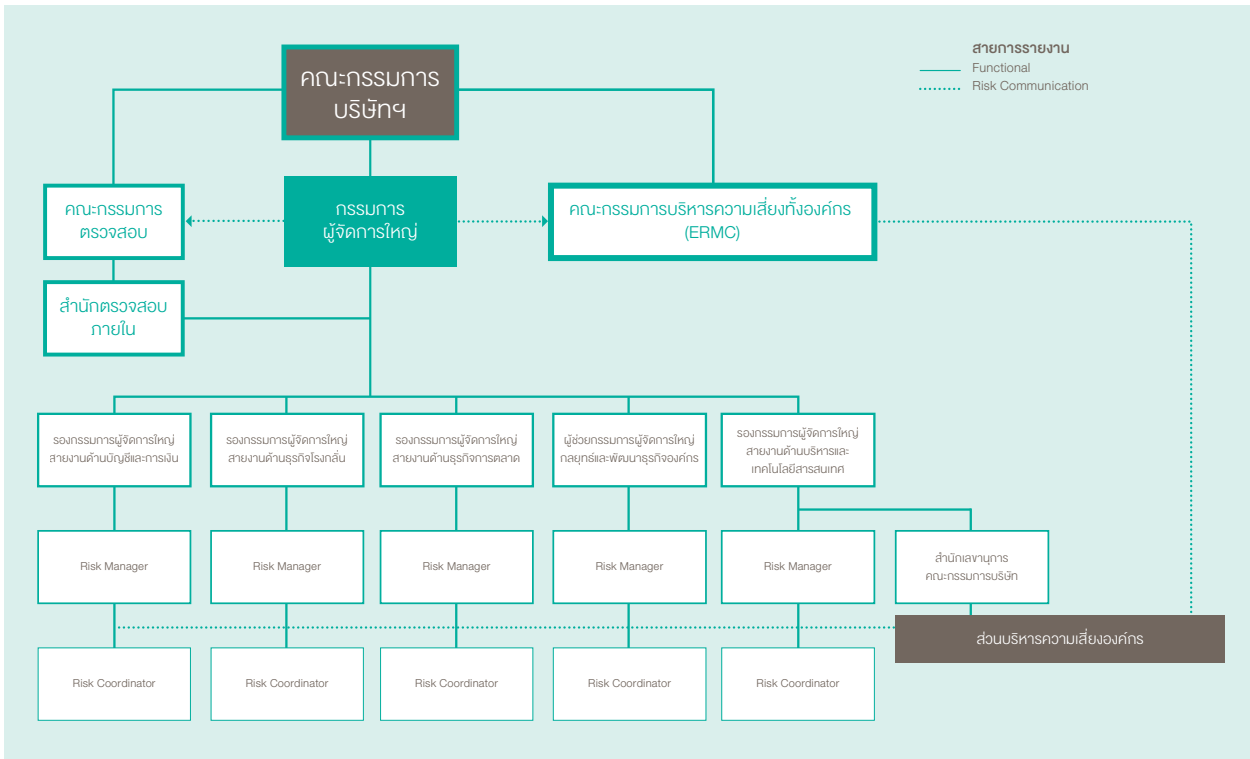 คณะกรรมการ
บริษัทฯ
สายการรายงาน
Functional
Risk Communication
คณะกรรมการ
ตรวจสอบ
กรรมการ
ผู้จัดการใหญ่
คณะกรรมการบริหารความเสี่ยงทั้งองค์กร
(ERMC)
สำนักตรวจสอบ
ภายใน
รองกรรมการผู้จัดการใหญ่
สายงานด้านบัญชีและการเงิน
รองกรรมการผู้จัดการใหญ่
สายงานด้านธุรกิจโรงกลั่น
รองกรรมการผู้จัดการใหญ่
สายงานด้านธุรกิจการตลาด
ผู้ช่วยกรรมการผู้จัดการใหญ่
กลยุทธ์และพัฒนาธุรกิจองค์กร
รองกรรมการผู้จัดการใหญ่
สายงานด้านบริหารและ
เทคโนโลยีสารสนเทศ
Risk Manager
Risk Manager
Risk Manager
Risk Manager
Risk Manager
สำนักเลขานุการ
คณะกรรมการบริษัท
ส่วนบริหารความเสี่ยงองค์กร
Risk Coordinator
Risk Coordinator
Risk Coordinator
Risk Coordinator
Risk Coordinator